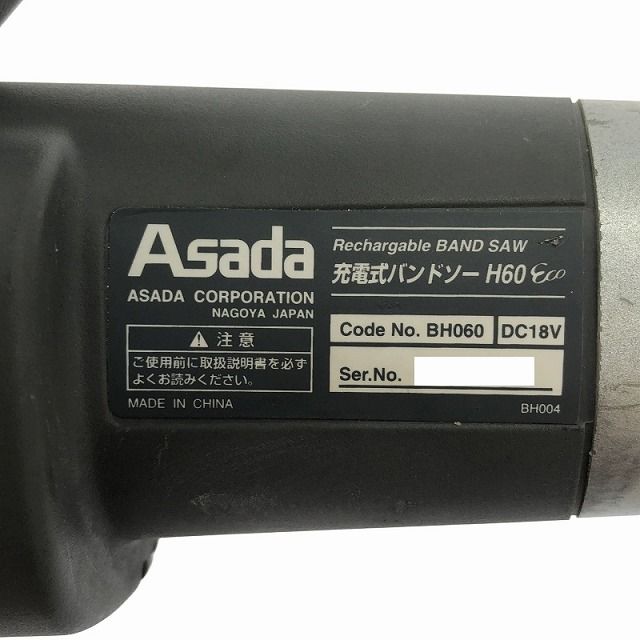 Asada
ASADA CORPORATION
NAGOYA JAPAN
⚠ 注意
ご使用前に取扱説明書を必ず
よくお読みください。
MADE IN CHINA
Rechargable BAND SAW
充電式バンドソー H60 Eco
Code No. BH060 DC18V
Ser.No.
BH004